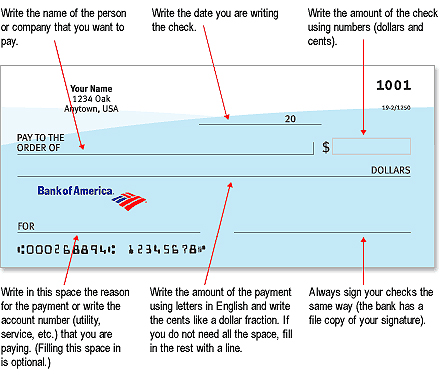 Write the name of the person
or company that you want to
pay.
Write the date you are writing
the check.
Write the amount of the check
using numbers (dollars and
cents).
Your Name
1234 Oak
Anytown, USA
1001
19-2/1250
20
PAY TO THE
ORDER OF
$
DOLLARS
Bank of America.
FOR
⑆000268894⑆ 12345678⑈
Write in this space the reason
for the payment or write the
account number (utility,
service, etc.) that you are
paying. (Filling this space in
is optional.)
Write the amount of the payment
using letters in English and write
the cents like a dollar fraction. If
you do not need all the space, fill
in the rest with a line.
Always sign your checks the
same way (the bank has a
file copy of your signature).